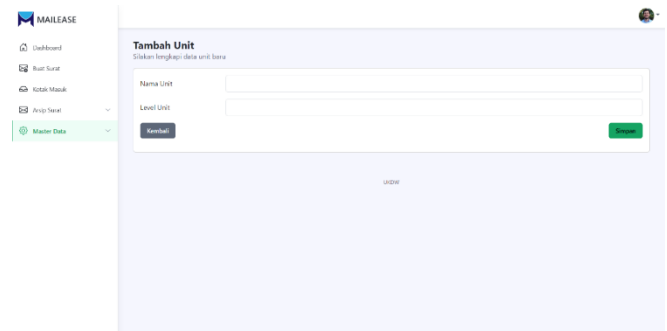 MAILEASE
Dashboard
Buat Surat
Kotak Masuk
Arsip Surat
Master Data
Tambah Unit
Silakan lengkapi data unit baru
Nama Unit
Level Unit
Kembali
Simpan
UKDW